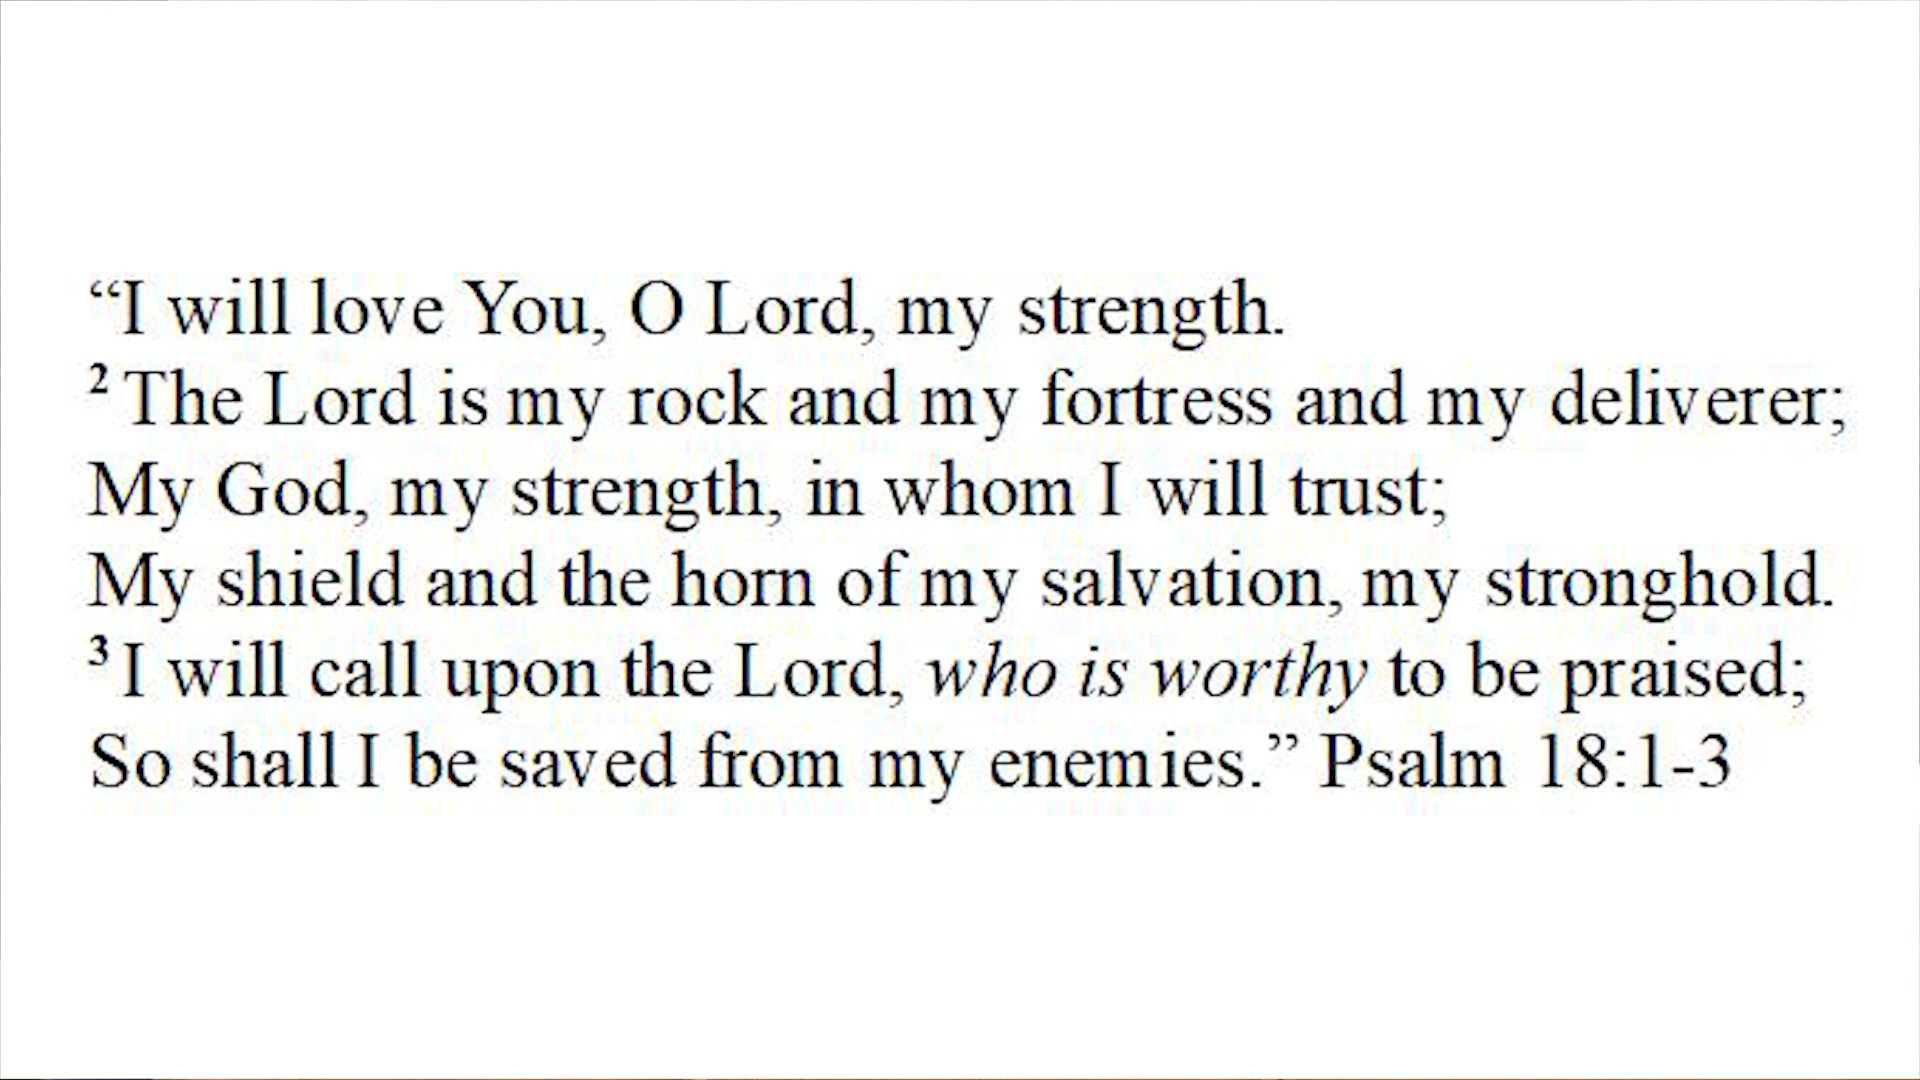 “I will love You, O Lord, my strength.
² The Lord is my rock and my fortress and my deliverer;
My God, my strength, in whom I will trust;
My shield and the horn of my salvation, my stronghold.
³ I will call upon the Lord, who is worthy to be praised;
So shall I be saved from my enemies.” Psalm 18:1-3